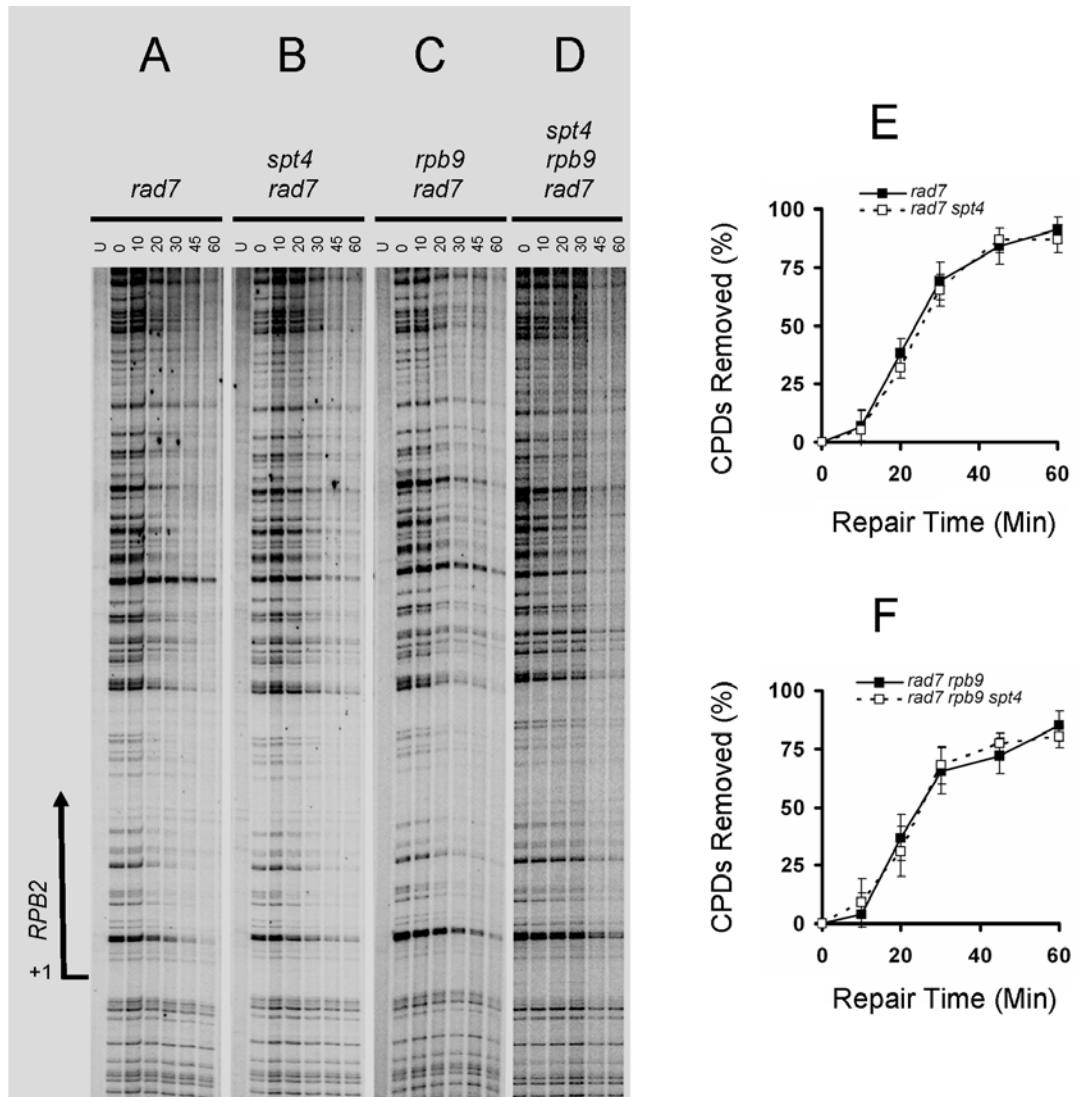 A
B
C
D
rad7
spt4
rad7
rpb9
rad7
spt4
rpb9
rad7
U 0 10 20 30 45 60
U 0 10 20 30 45 60
U 0 10 20 30 45 60
0 10 20 30 45 60
RPB2
+1
E
rad7
rad7 spt4
CPDs Removed (%)
100
75
50
25
0
0 20 40 60
Repair Time (Min)
F
rad7 rpb9
rad7 rpb9 spt4
CPDs Removed (%)
100
75
50
25
0
0 20 40 60
Repair Time (Min)